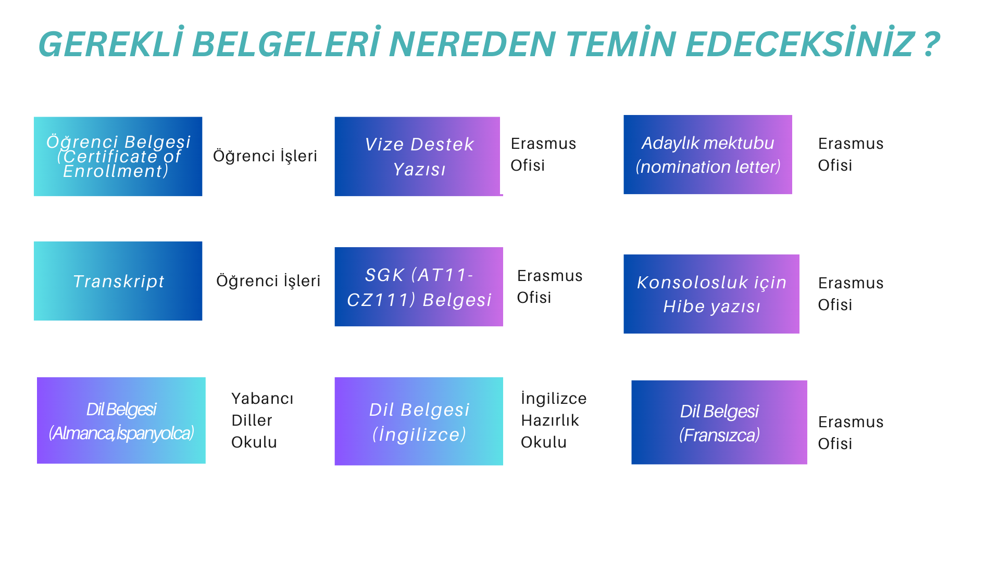 GEREKLİ BELGELERİ NEREDEN TEMİN EDECEKSİNİZ ?
Öğrenci Belgesi
(Certificate of
Enrollment)
Öğrenci İşleri
Vize Destek
Yazısı
Erasmus
Ofisi
Adaylık mektubu
(nomination letter)
Erasmus
Ofisi
Transkript
Öğrenci İşleri
SGK (AT11-
CZ111) Belgesi
Erasmus
Ofisi
Konsolosluk için
Hibe yazısı
Erasmus
Ofisi
Dil Belgesi
(Almanca,İspanyolca)
Yabancı
Diller
Okulu
Dil Belgesi
(İngilizce)
İngilizce
Hazırlık
Okulu
Dil Belgesi
(Fransızca)
Erasmus
Ofisi